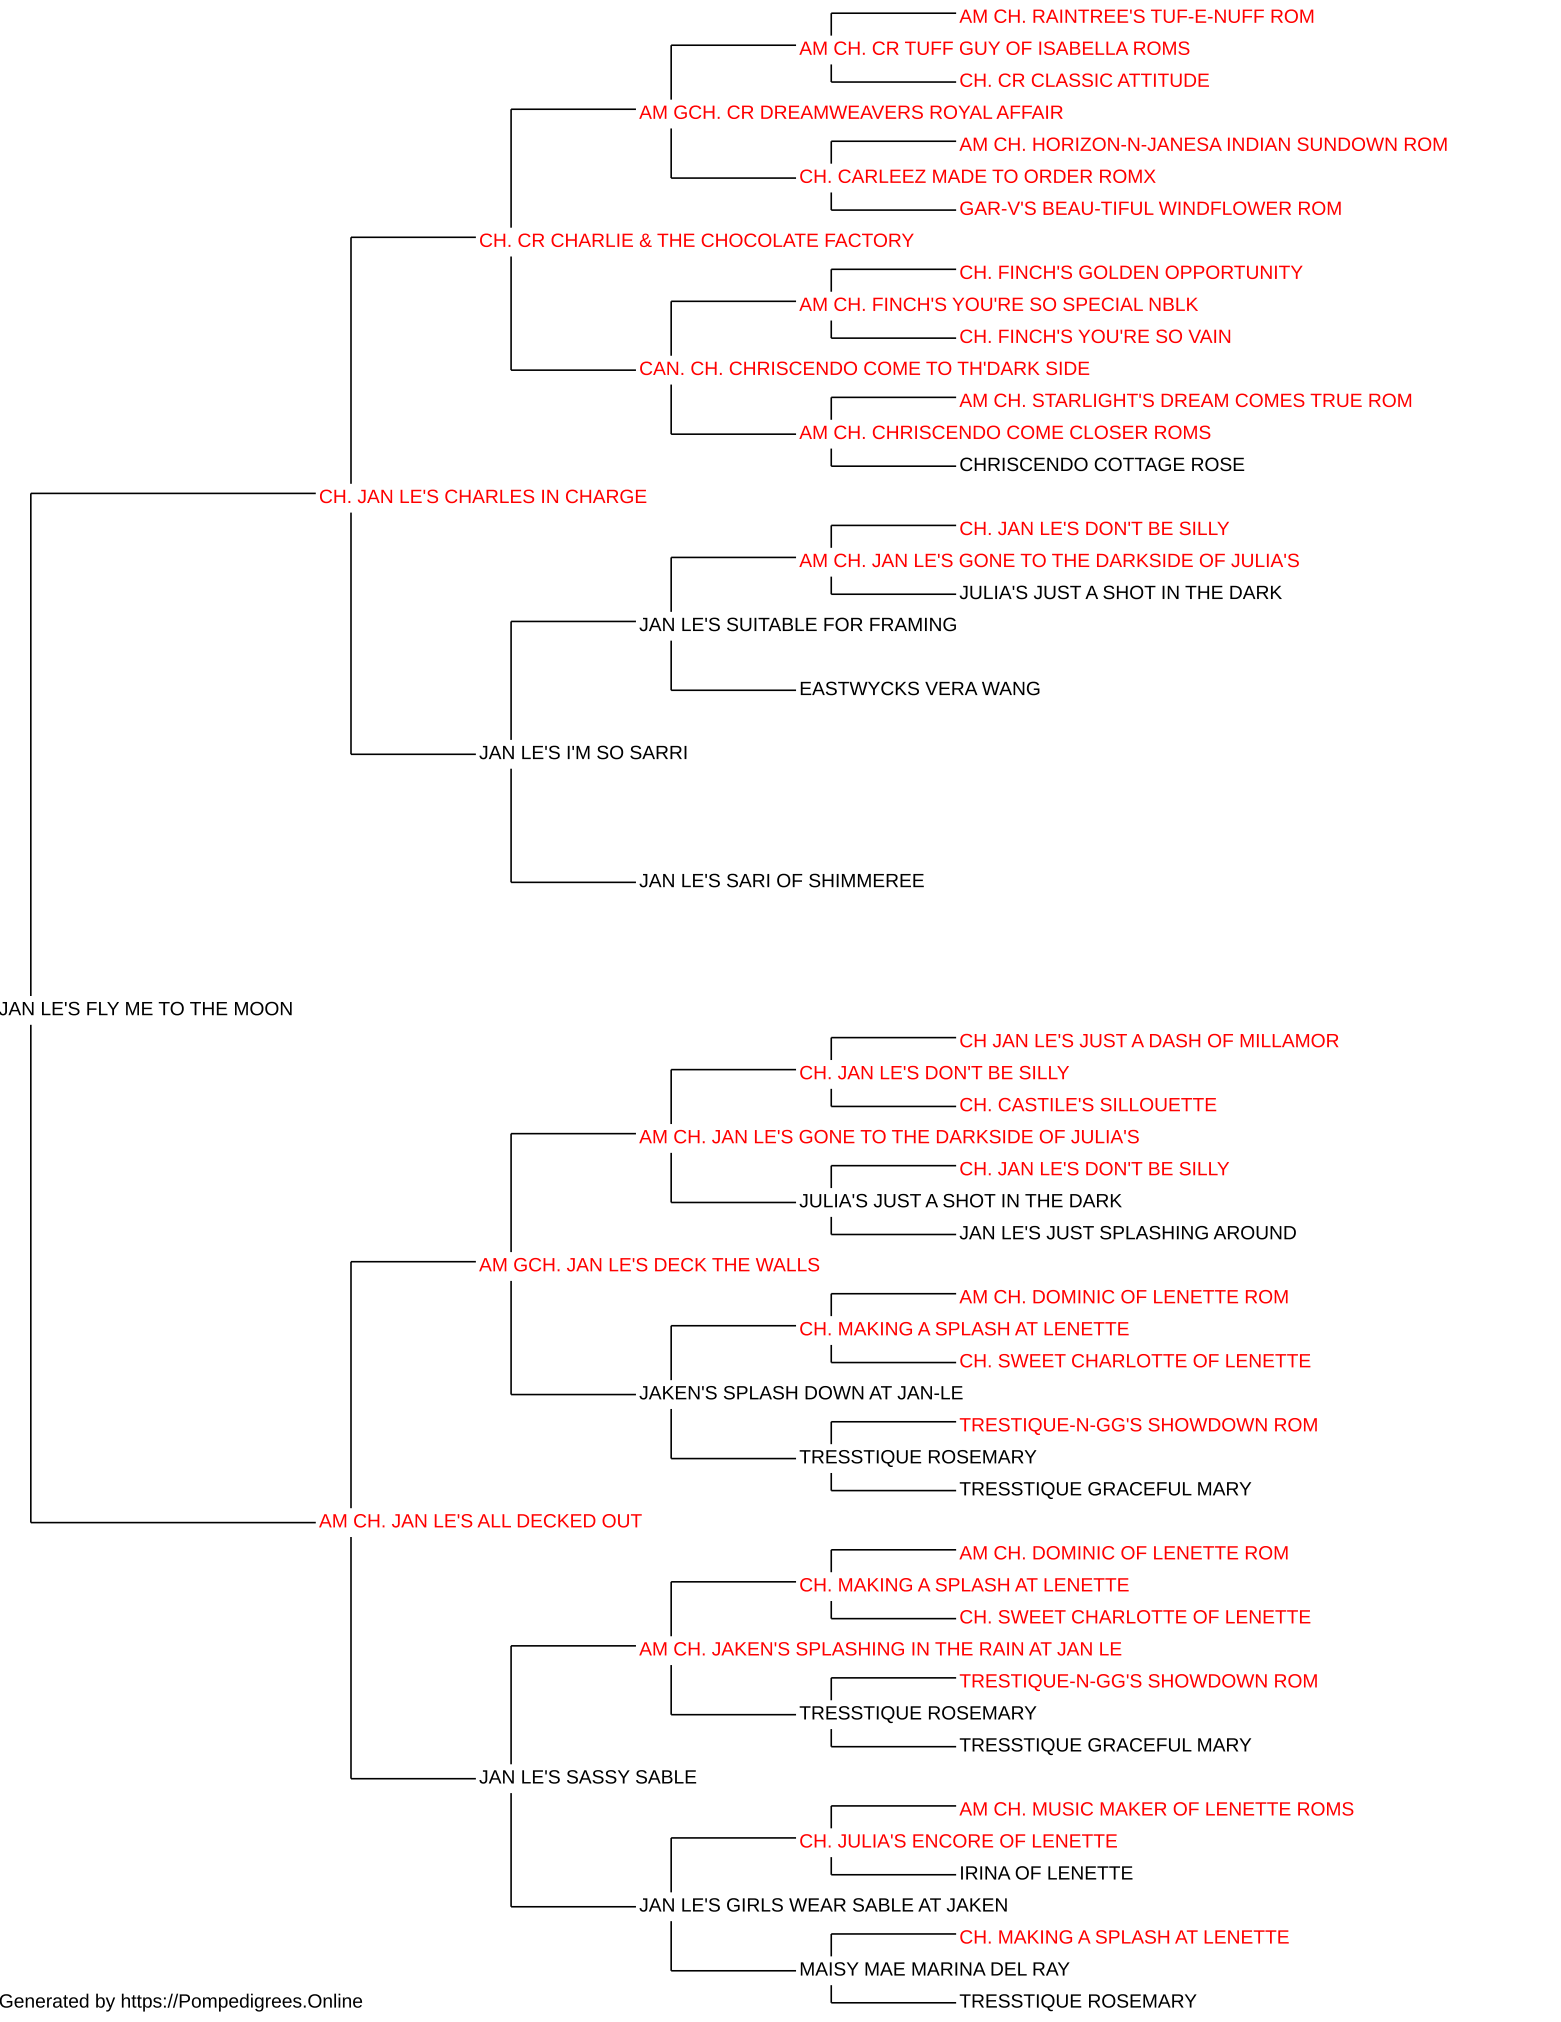 AM CH. RAINTREE'S TUF-E-NUFF ROM
AM CH. CR TUFF GUY OF ISABELLA ROMS
CH. CR CLASSIC ATTITUDE
AM GCH. CR DREAMWEAVERS ROYAL AFFAIR
AM CH. HORIZON-N-JANESA INDIAN SUNDOWN ROM
CH. CARLEEZ MADE TO ORDER ROMX
GAR-V'S BEAU-TIFUL WINDFLOWER ROM
CH. CR CHARLIE & THE CHOCOLATE FACTORY
CH. FINCH'S GOLDEN OPPORTUNITY
AM CH. FINCH'S YOU'RE SO SPECIAL NBLK
CH. FINCH'S YOU'RE SO VAIN
CAN. CH. CHRISCENDO COME TO TH'DARK SIDE
AM CH. STARLIGHT'S DREAM COMES TRUE ROM
AM CH. CHRISCENDO COME CLOSER ROMS
CHRISCENDO COTTAGE ROSE
CH. JAN LE'S CHARLES IN CHARGE
CH. JAN LE'S DON'T BE SILLY
AM CH. JAN LE'S GONE TO THE DARKSIDE OF JULIA'S
JULIA'S JUST A SHOT IN THE DARK
JAN LE'S SUITABLE FOR FRAMING
EASTWYCKS VERA WANG
JAN LE'S I'M SO SARRI
JAN LE'S SARI OF SHIMMEREE
JAN LE'S FLY ME TO THE MOON
CH JAN LE'S JUST A DASH OF MILLAMOR
CH. JAN LE'S DON'T BE SILLY
CH. CASTILE'S SILLOUETTE
AM CH. JAN LE'S GONE TO THE DARKSIDE OF JULIA'S
CH. JAN LE'S DON'T BE SILLY
JULIA'S JUST A SHOT IN THE DARK
JAN LE'S JUST SPLASHING AROUND
AM GCH. JAN LE'S DECK THE WALLS
AM CH. DOMINIC OF LENETTE ROM
CH. MAKING A SPLASH AT LENETTE
CH. SWEET CHARLOTTE OF LENETTE
JAKEN'S SPLASH DOWN AT JAN-LE
TRESTIQUE-N-GG'S SHOWDOWN ROM
TRESSTIQUE ROSEMARY
TRESSTIQUE GRACEFUL MARY
AM CH. JAN LE'S ALL DECKED OUT
AM CH. DOMINIC OF LENETTE ROM
CH. MAKING A SPLASH AT LENETTE
CH. SWEET CHARLOTTE OF LENETTE
AM CH. JAKEN'S SPLASHING IN THE RAIN AT JAN LE
TRESTIQUE-N-GG'S SHOWDOWN ROM
TRESSTIQUE ROSEMARY
TRESSTIQUE GRACEFUL MARY
JAN LE'S SASSY SABLE
AM CH. MUSIC MAKER OF LENETTE ROMS
CH. JULIA'S ENCORE OF LENETTE
IRINA OF LENETTE
JAN LE'S GIRLS WEAR SABLE AT JAKEN
CH. MAKING A SPLASH AT LENETTE
MAISY MAE MARINA DEL RAY
TRESSTIQUE ROSEMARY
Generated by https://Pompedigrees.Online